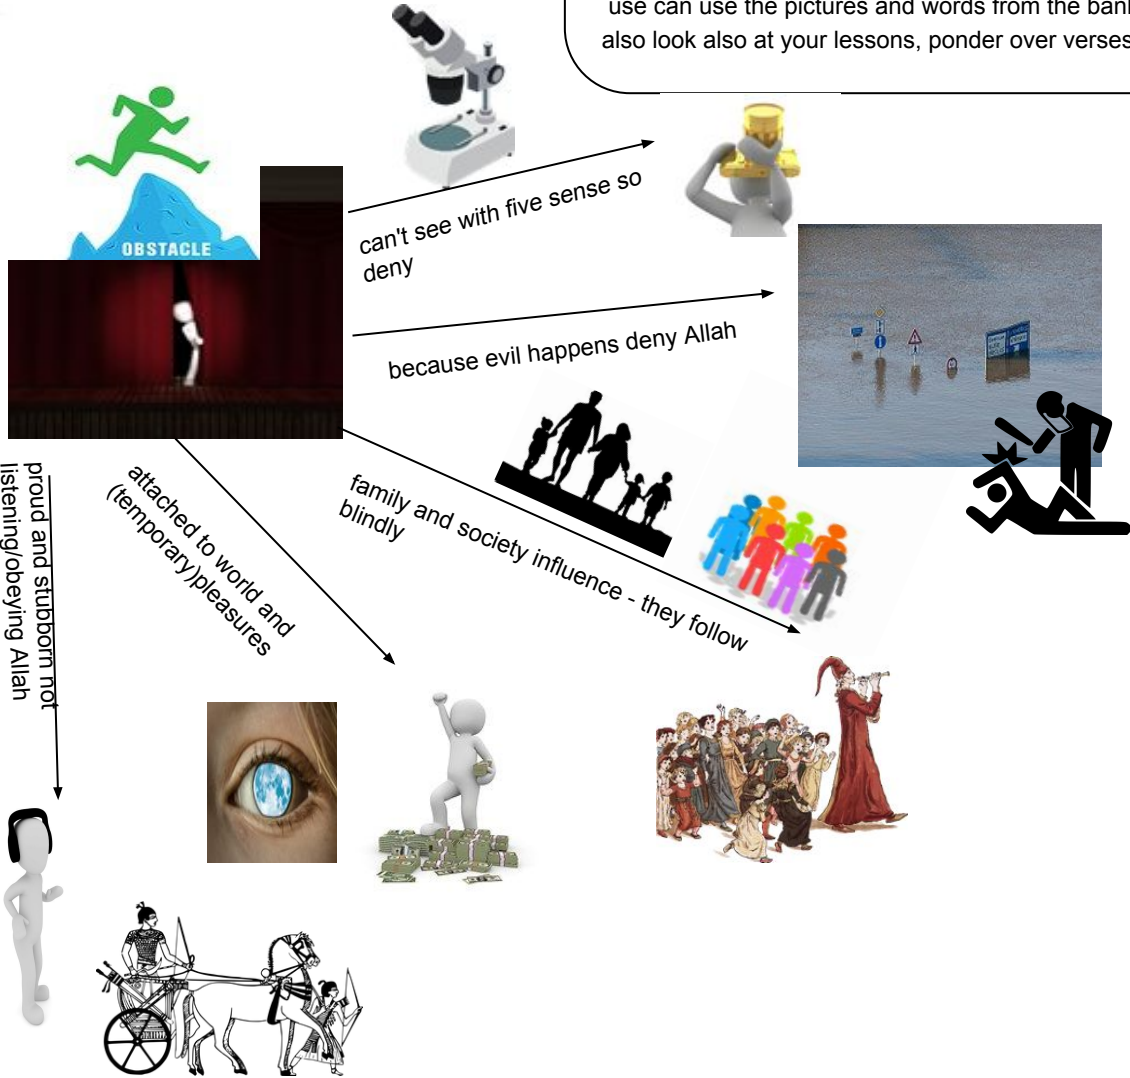 use can use the pictures and words from the bank
also look also at your lessons, ponder over verses
OBSTACLE
can't see with five sense so
deny
because evil happens deny Allah
family and society influence - they follow
blindly
attached to world and
(temporary)pleasures
proud and stubborn not
listening/obeying Allah